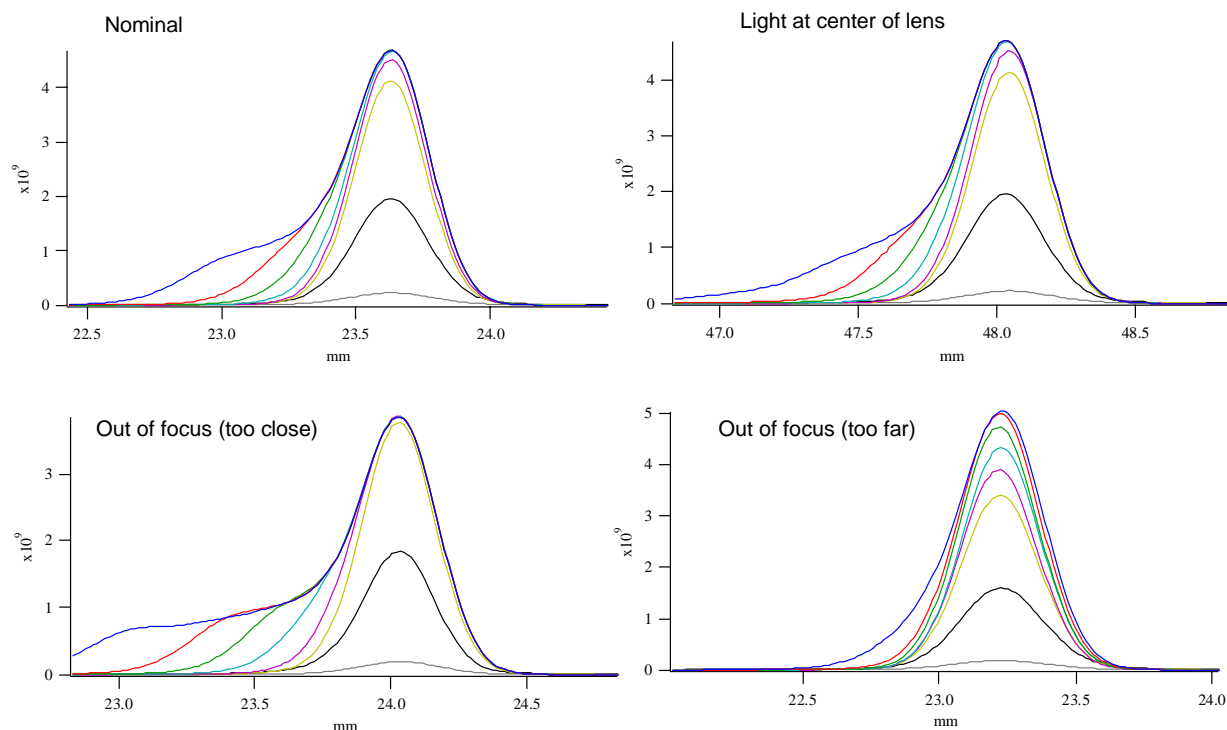 Nominal
4
3
2
1
0
x10^9
22.5 23.0 23.5 24.0
mm
Light at center of lens
4
3
2
1
0
x10^9
47.0 47.5 48.0 48.5
mm
Out of focus (too close)
3
2
1
0
x10^9
23.0 23.5 24.0 24.5
mm
Out of focus (too far)
5
4
3
2
1
0
x10^9
22.5 23.0 23.5 24.0
mm